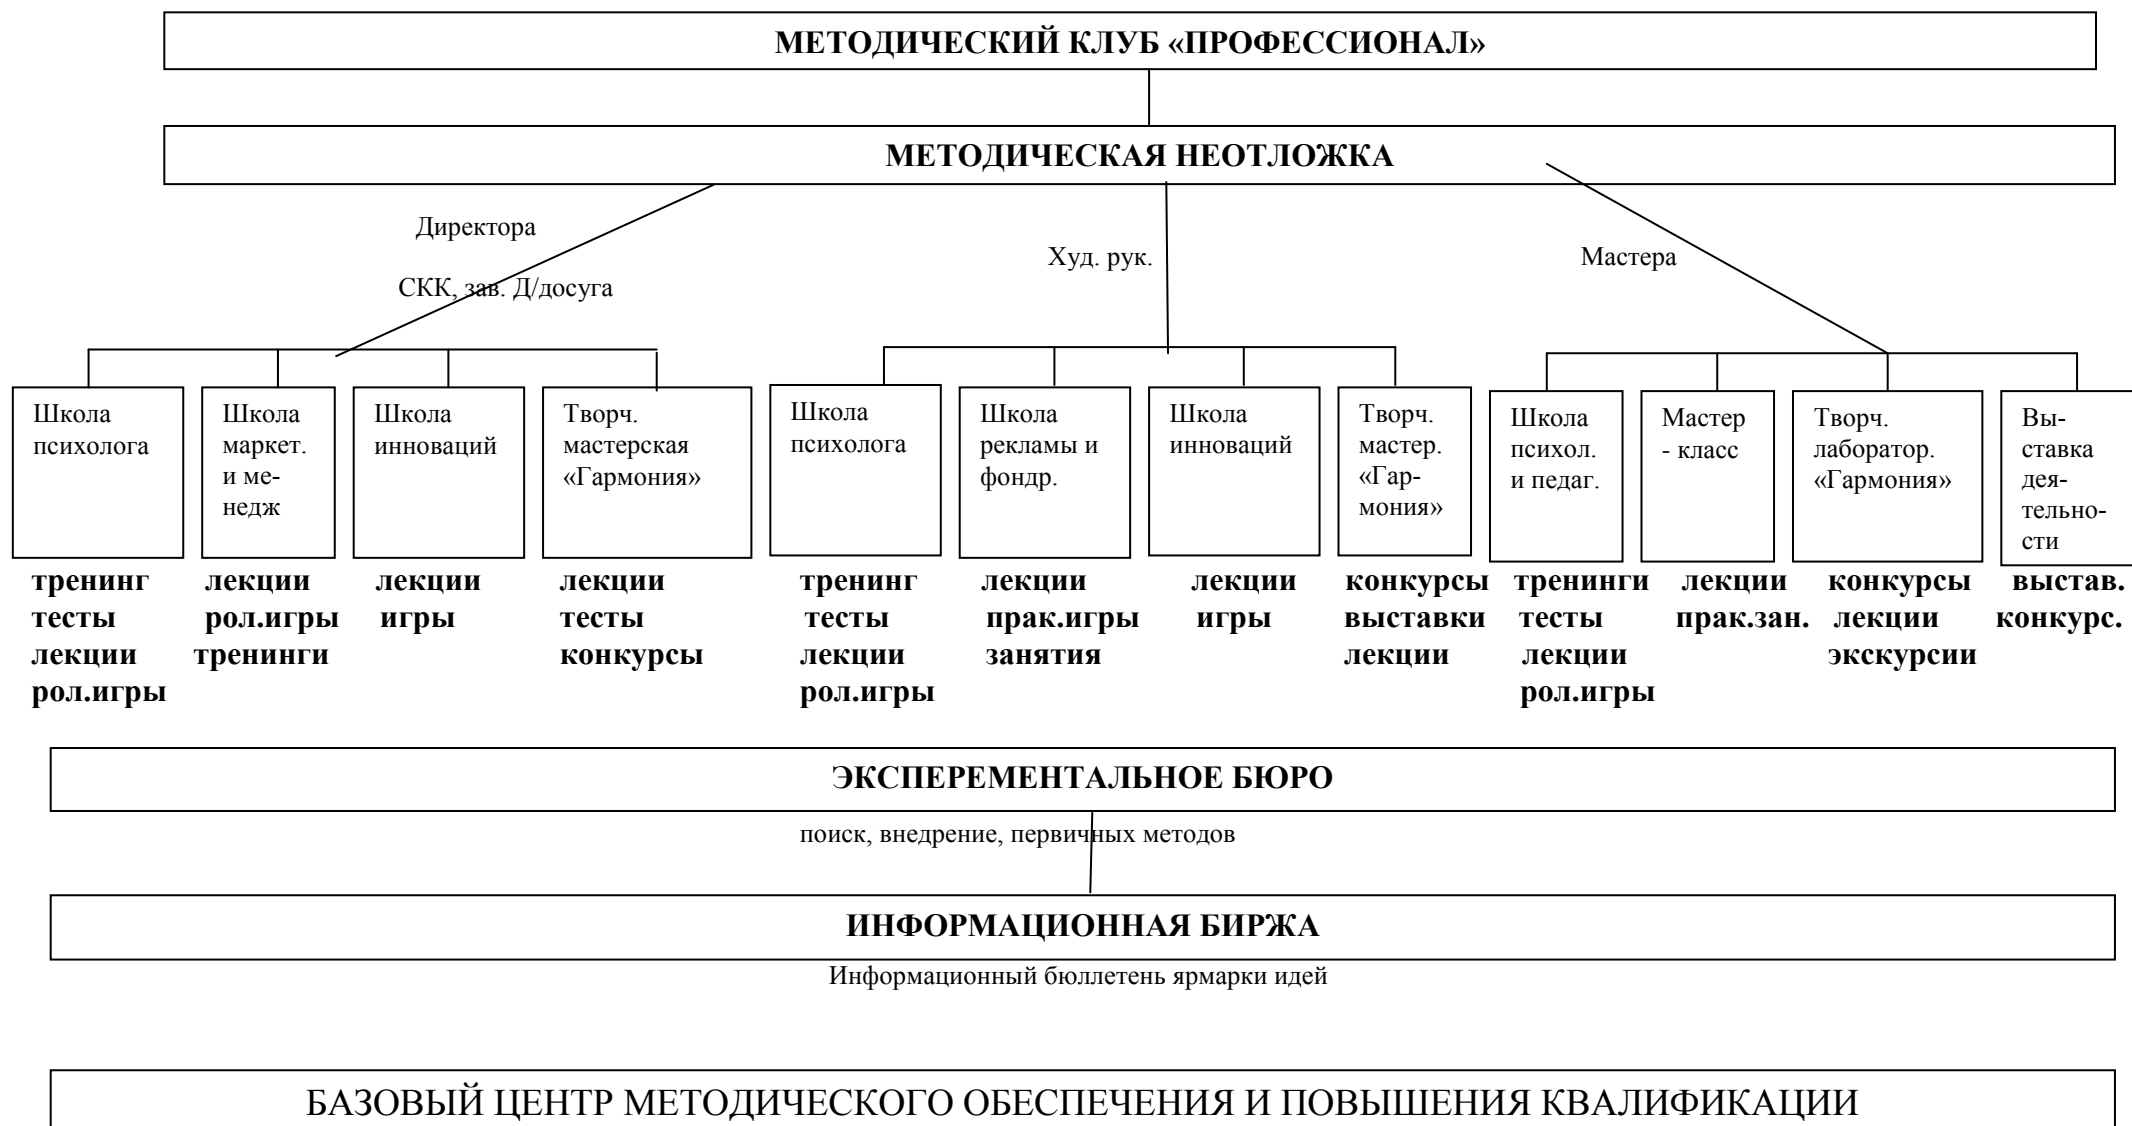 МЕТОДИЧЕСКИЙ КЛУБ «ПРОФЕССИОНАЛ»
МЕТОДИЧЕСКАЯ НЕОТЛОЖКА
Директора
СКК, зав. Д/досуга
Худ. рук.
Мастера
Школа
психолога
Школа
маркет.
и ме-
недж
Школа
инноваций
Творч.
мастерская
«Гармония»
Школа
психолога
Школа
рекламы и
фондр.
Школа
инноваций
Творч.
мастер.
«Гар-
мония»
Школа
психол.
и педаг.
Мастер
- класс
Творч.
лаборатор.
«Гармония»
Вы-
ставка
дея-
тельно-
сти
тренинг лекции лекции лекции тренинг лекции лекции конкурсы тренинги лекции конкурсы выстав.
тесты рол.игры игры тесты тесты прак.игры игры выставки тесты прак.зан. лекции конкурс.
лекции тренинги конкурсы лекции занятия лекции лекции экскурсии
рол.игры рол.игры рол.игры
ЭКСПЕРЕМЕНТАЛЬНОЕ БЮРО
поиск, внедрение, первичных методов
ИНФОРМАЦИОННАЯ БИРЖА
Информационный бюллетень ярмарки идей
БАЗОВЫЙ ЦЕНТР МЕТОДИЧЕСКОГО ОБЕСПЕЧЕНИЯ И ПОВЫШЕНИЯ КВАЛИФИКАЦИИ